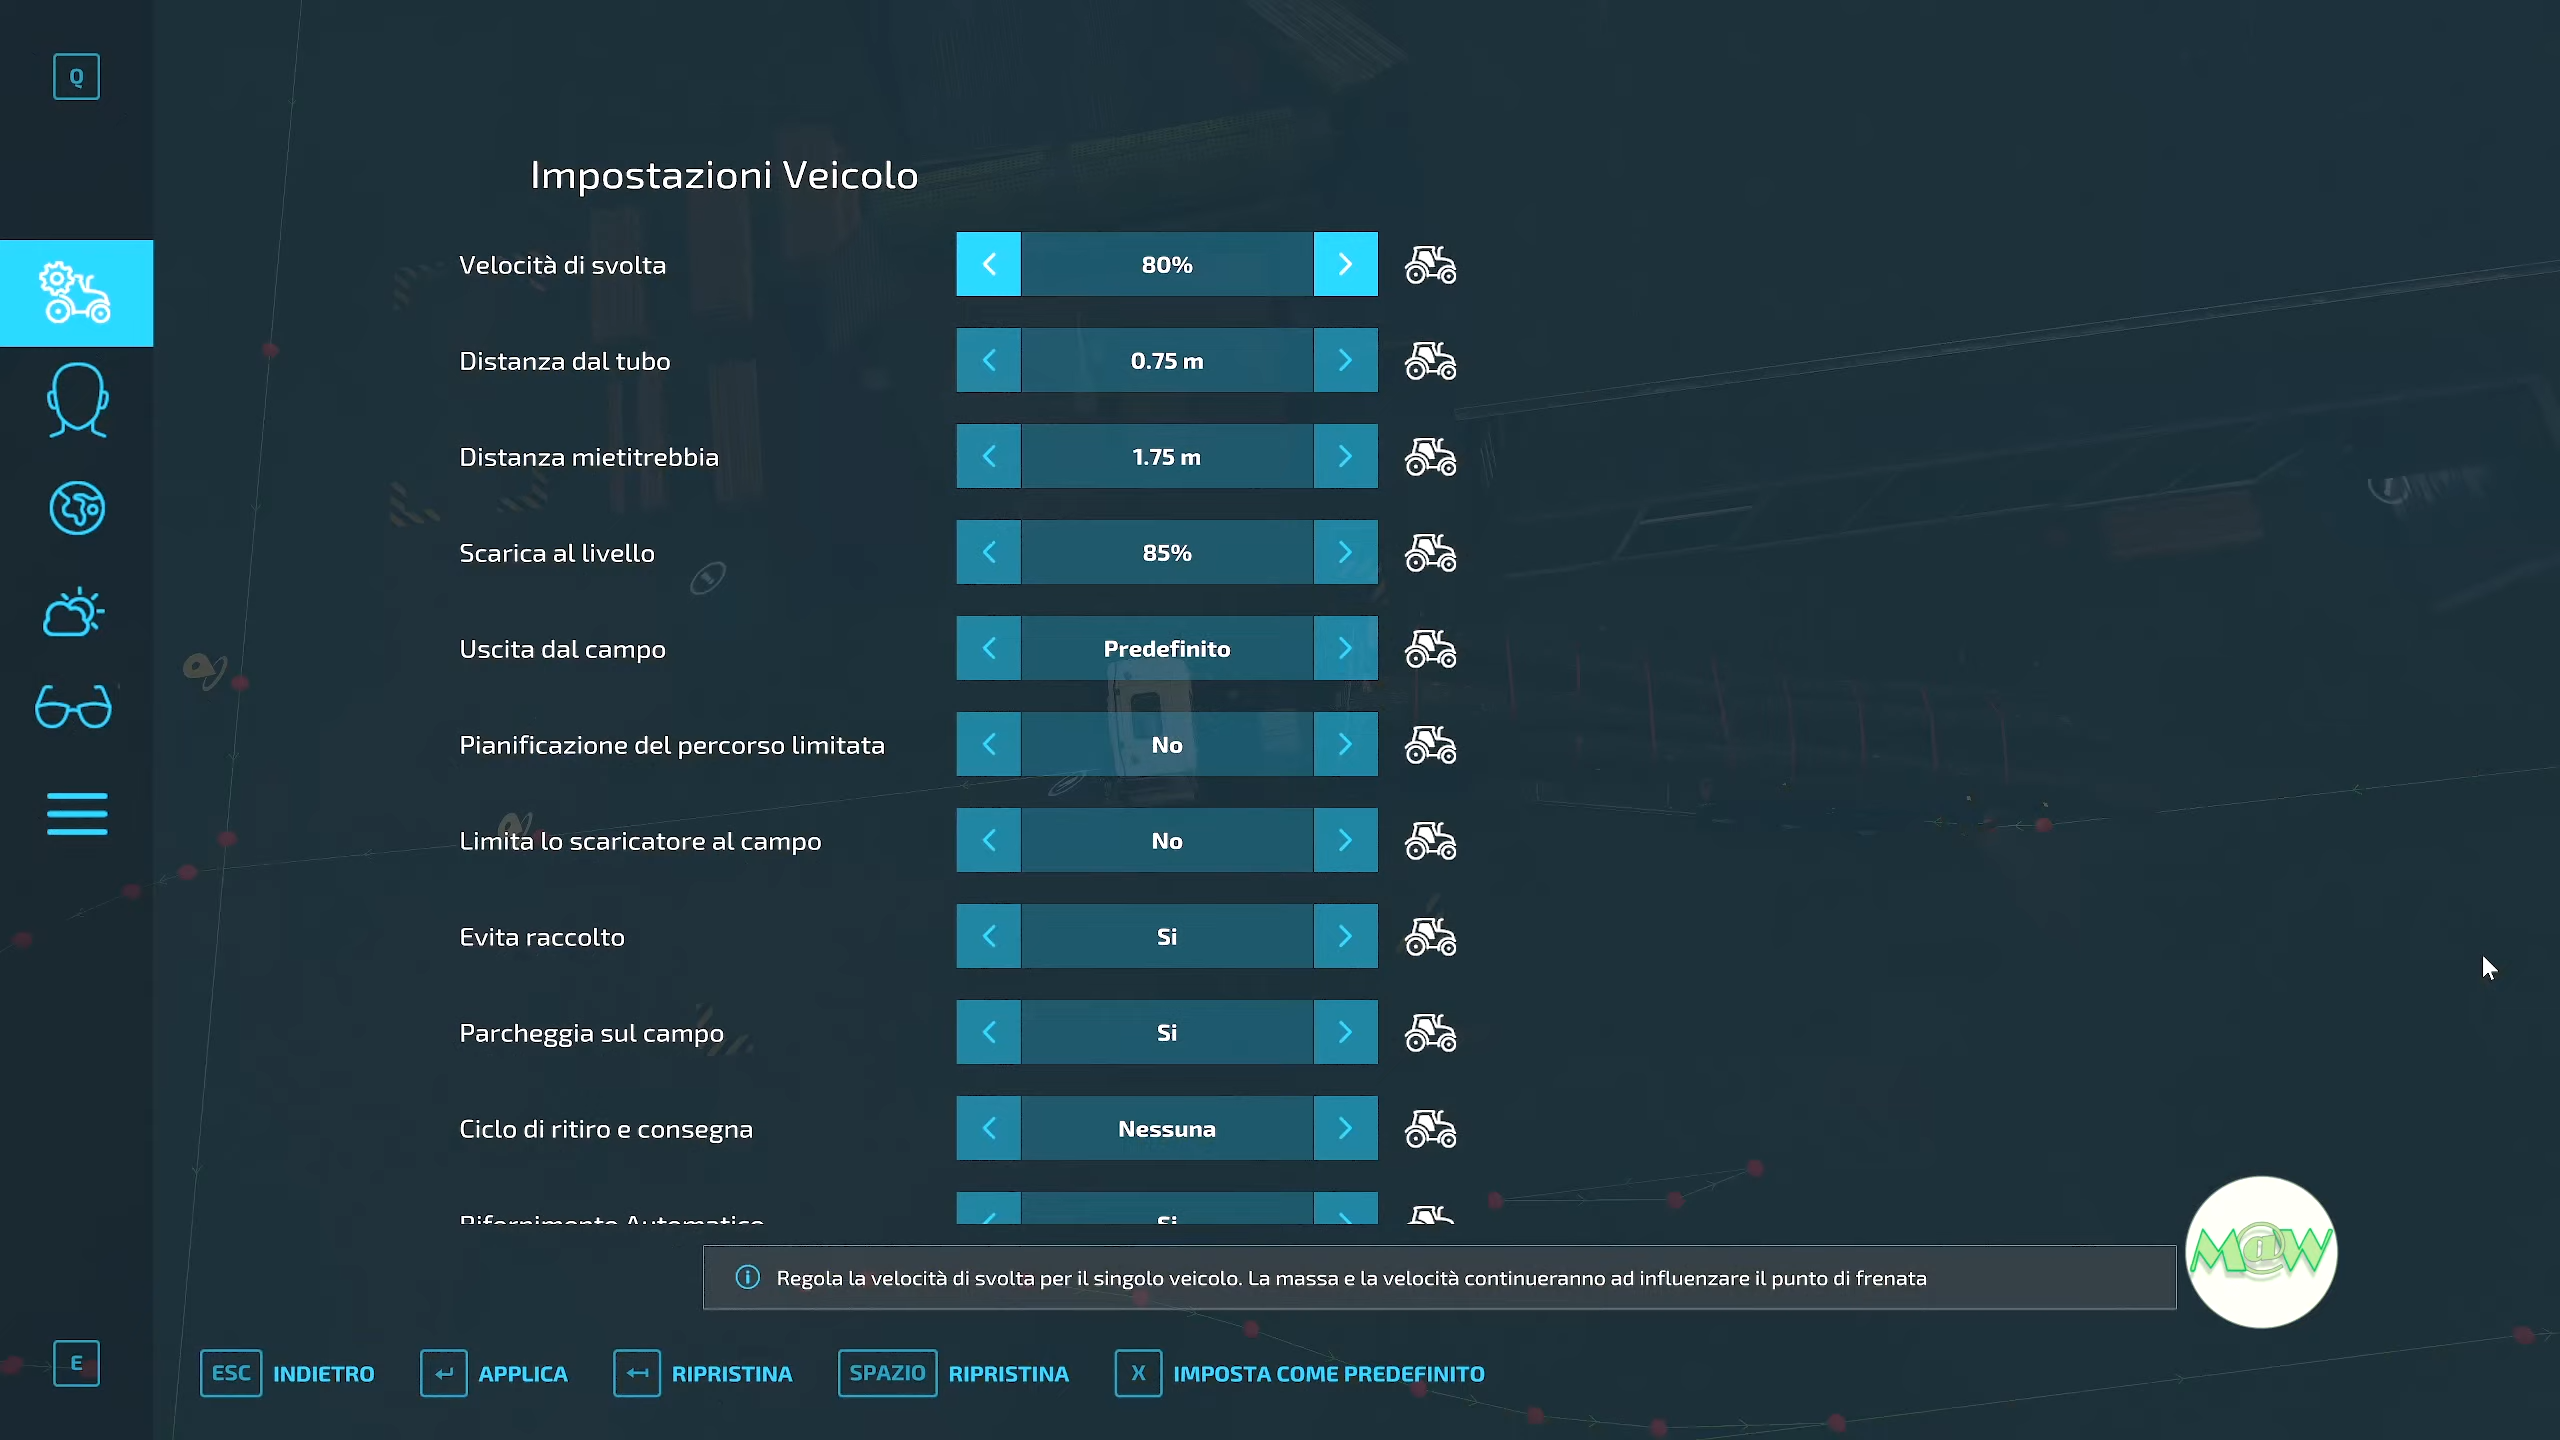 Q
Impostazioni Veicolo
Velocità di svolta 80%
Distanza dal tubo 0.75 m
Distanza mietitrebbia 1.75 m
Scarica al livello 85%
Uscita dal campo Predefinito
Pianificazione del percorso limitata No
Limita lo scaricatore al campo No
Evita raccolto Si
Parcheggia sul campo Si
Ciclo di ritiro e consegna Nessuna
Rifornimento Automatico Si
Regola la velocità di svolta per il singolo veicolo. La massa e la velocità continueranno ad influenzare il punto di frenata
M@W
E
ESC INDIETRO APPLICA RIPRISTINA SPAZIO RIPRISTINA X IMPOSTA COME PREDEFINITO